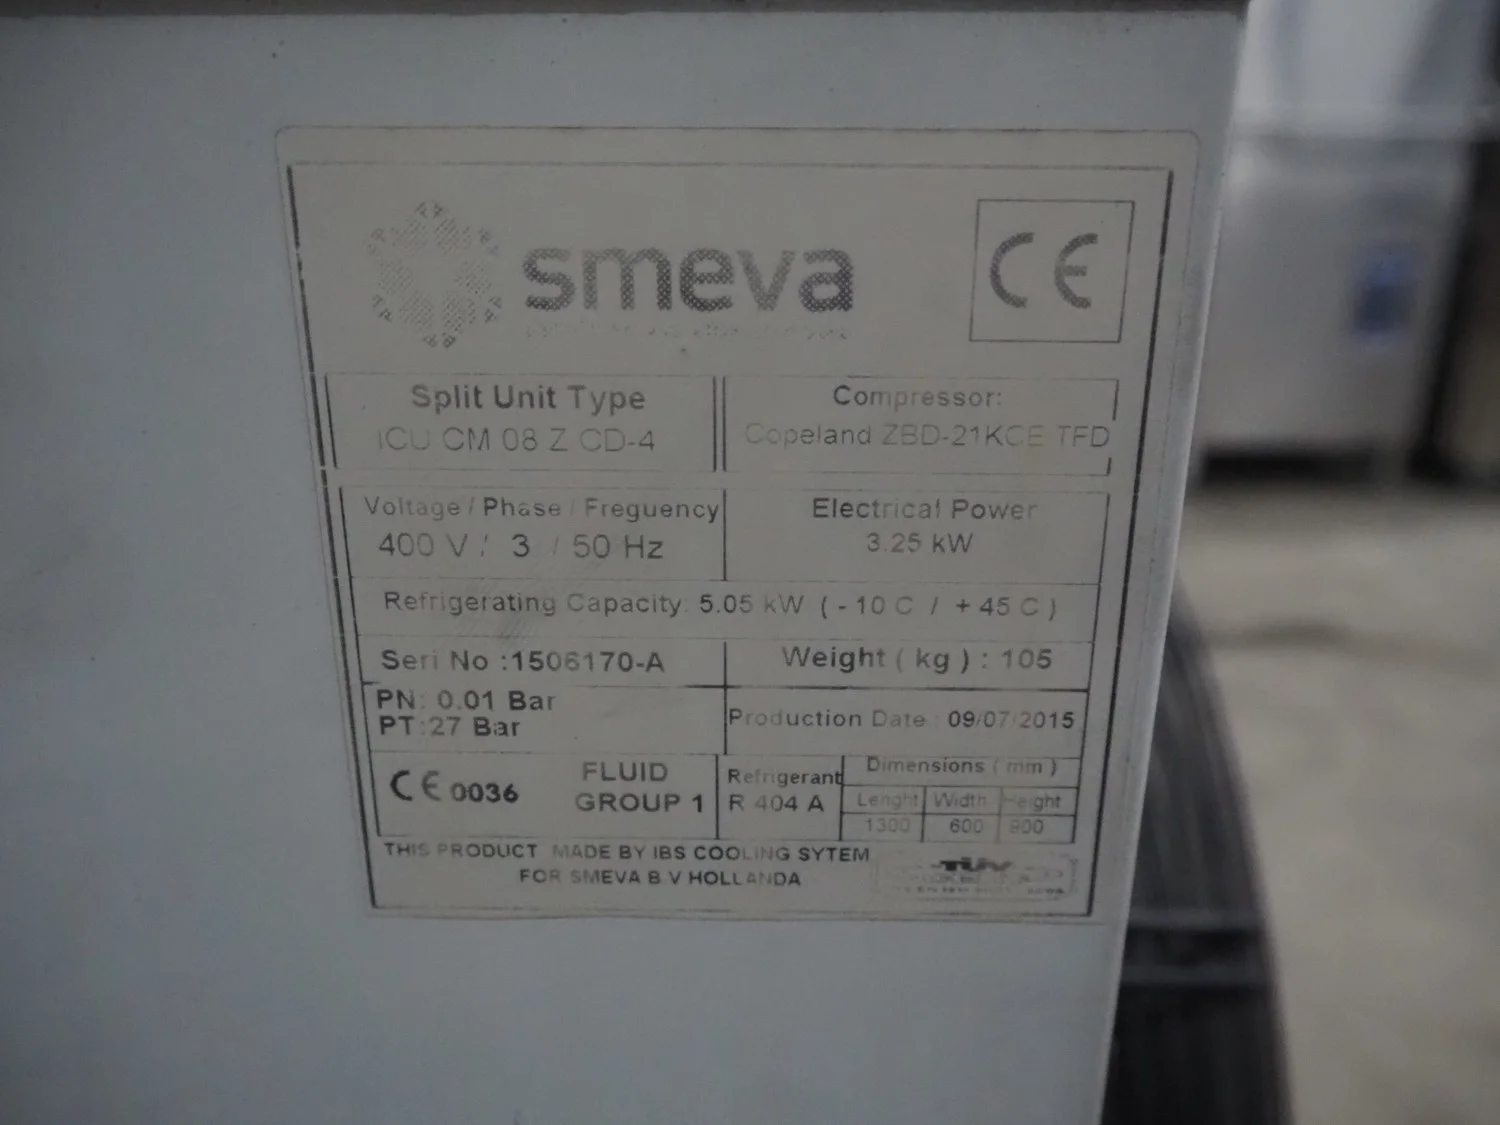 smeva
CE
Split Unit Type
ICU CM 08 Z CD-4
Compressor:
Copeland ZBD-21KCE TFD
Voltage / Phase / Freguency
400 V / 3 / 50 Hz
Electrical Power
3.25 kW
Refrigerating Capacity: 5.05 kW ( - 10 C / + 45 C )
Seri No :1506170-A
Weight ( kg ) : 105
PN: 0.01 Bar
PT:27 Bar
Production Date : 09/07/2015
CE 0036
FLUID
GROUP 1
Refrigerant
R 404 A
Dimensions ( mm )
Lenght Width Height
1300 600 900
THIS PRODUCT MADE BY IBS COOLING SYTEM
FOR SMEVA B.V HOLLANDA
TÜV